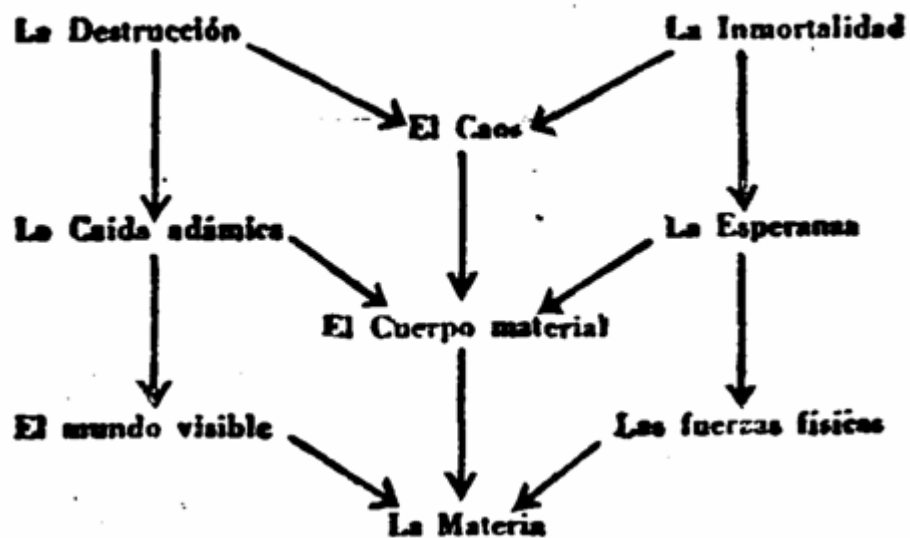 La Destrucción
La Inmortalidad
El Caos
La Caida adámica
La Esperanza
El Cuerpo material
El mundo visible
Las fuerzas físicas
La Materia